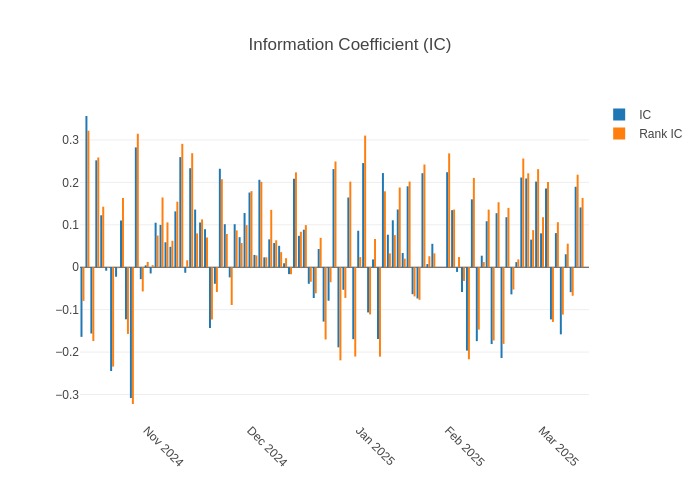 Information Coefficient (IC)
IC
Rank IC
0.3
0.2
0.1
0
−0.1
−0.2
−0.3
Nov 2024
Dec 2024
Jan 2025
Feb 2025
Mar 2025